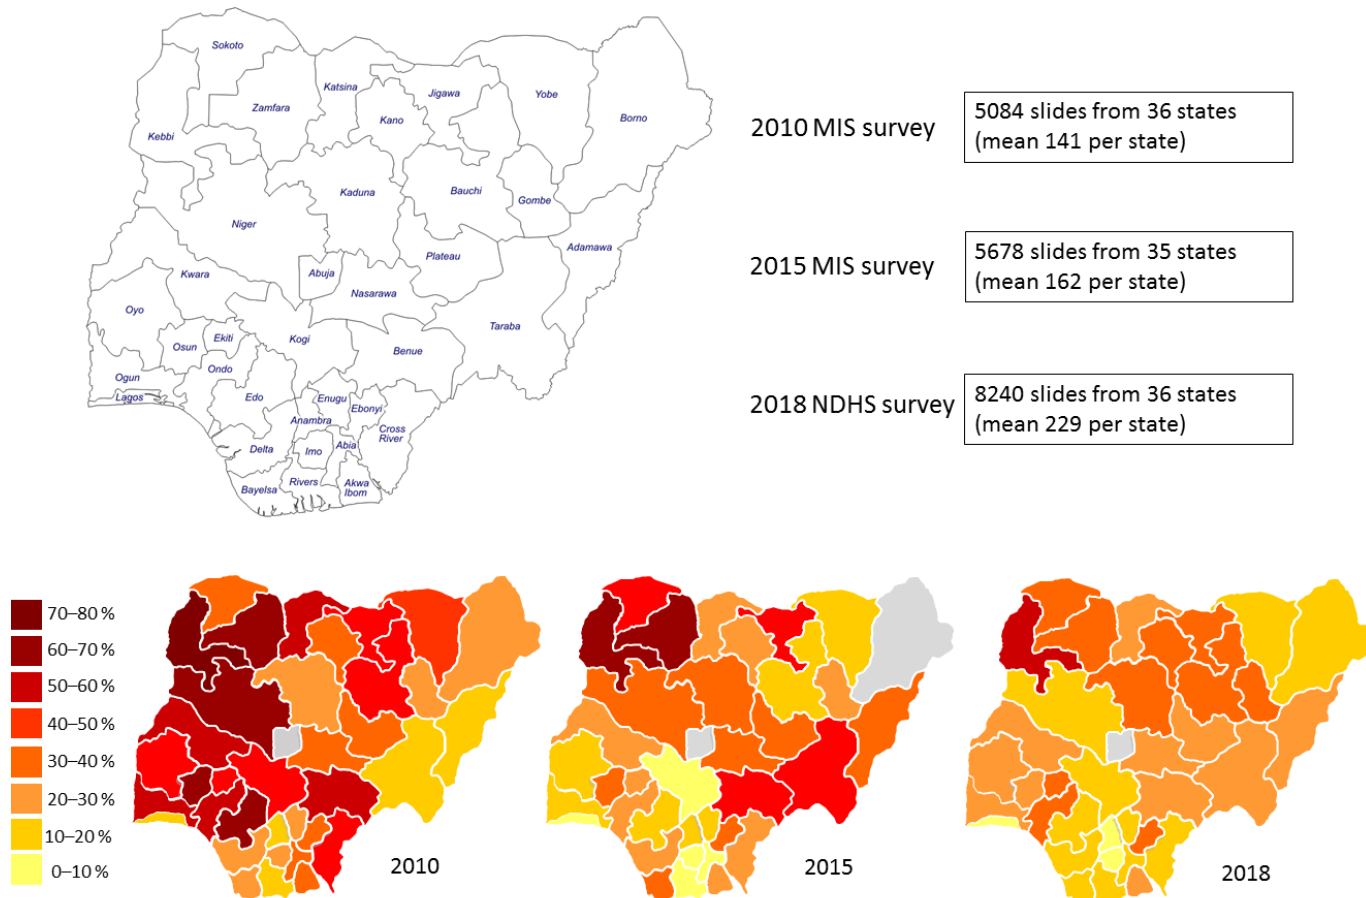 Sokoto
Katsina
Jigawa
Yobe
Zamfara
Kano
Borno
Kebbi
Kaduna
Bauchi
Gombe
Niger
Adamawa
Plateau
Abuja
Kwara
Nasarawa
Oyo
Taraba
Ekiti
Kogi
Osun
Benue
Ondo
Ogun
Lagos
Edo
Enugu
Ebonyi
Anambra
Cross
River
Delta
Imo
Abia
Bayelsa
Rivers
Akwa
Ibom
2010 MIS survey
5084 slides from 36 states
(mean 141 per state)
2015 MIS survey
5678 slides from 35 states
(mean 162 per state)
2018 NDHS survey
8240 slides from 36 states
(mean 229 per state)
70–80 %
60–70 %
50–60 %
40–50 %
30–40 %
20–30 %
10–20 %
0–10 %
2010
2015
2018